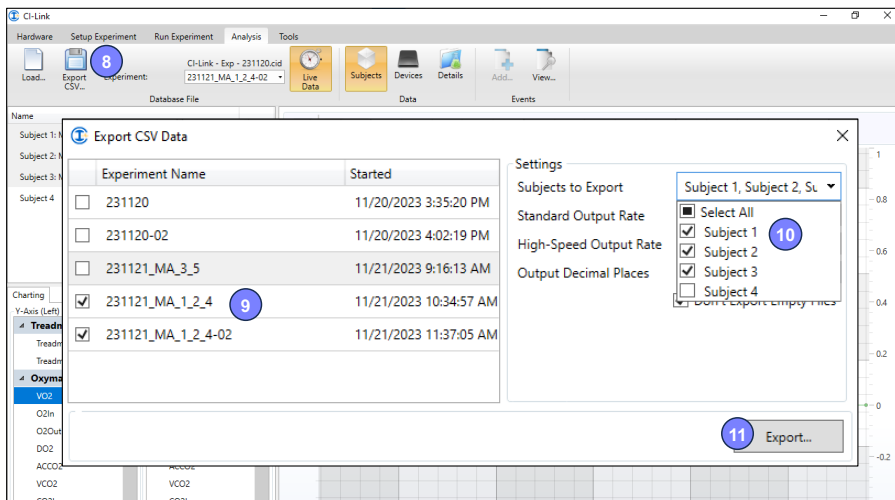 CI-Link
Hardware Setup Experiment Run Experiment Analysis Tools
8
Load... Export CSV... Experiment:
CI-Link - Exp - 231120.cid
231121_MA_1_2_4-02
Live Data
Subjects Devices Details
Add... View...
Database File Data Events
Name
Subject 1: M
Subject 2: M
Subject 3: M
Subject 4
Export CSV Data
Experiment Name Started
231120 11/20/2023 3:35:20 PM
231120-02 11/20/2023 4:02:19 PM
231121_MA_3_5 11/21/2023 9:16:13 AM
231121_MA_1_2_4 9 11/21/2023 10:34:57 AM
231121_MA_1_2_4-02 11/21/2023 11:37:05 AM
Settings
Subjects to Export Subject 1, Subject 2, Su
Standard Output Rate
High-Speed Output Rate
Output Decimal Places
Select All
Subject 1
10
Subject 2
Subject 3
Subject 4
Don't Export Empty Files
11 Export...
1
0.8
0.6
0.4
0.2
0
-0.2
Charting
Y-Axis (Left)
Treadm
Treadm
Treadm
Oxyma
VO2
O2In
O2Out
DO2
ACCO2 ACCO2
VCO2 VCO2